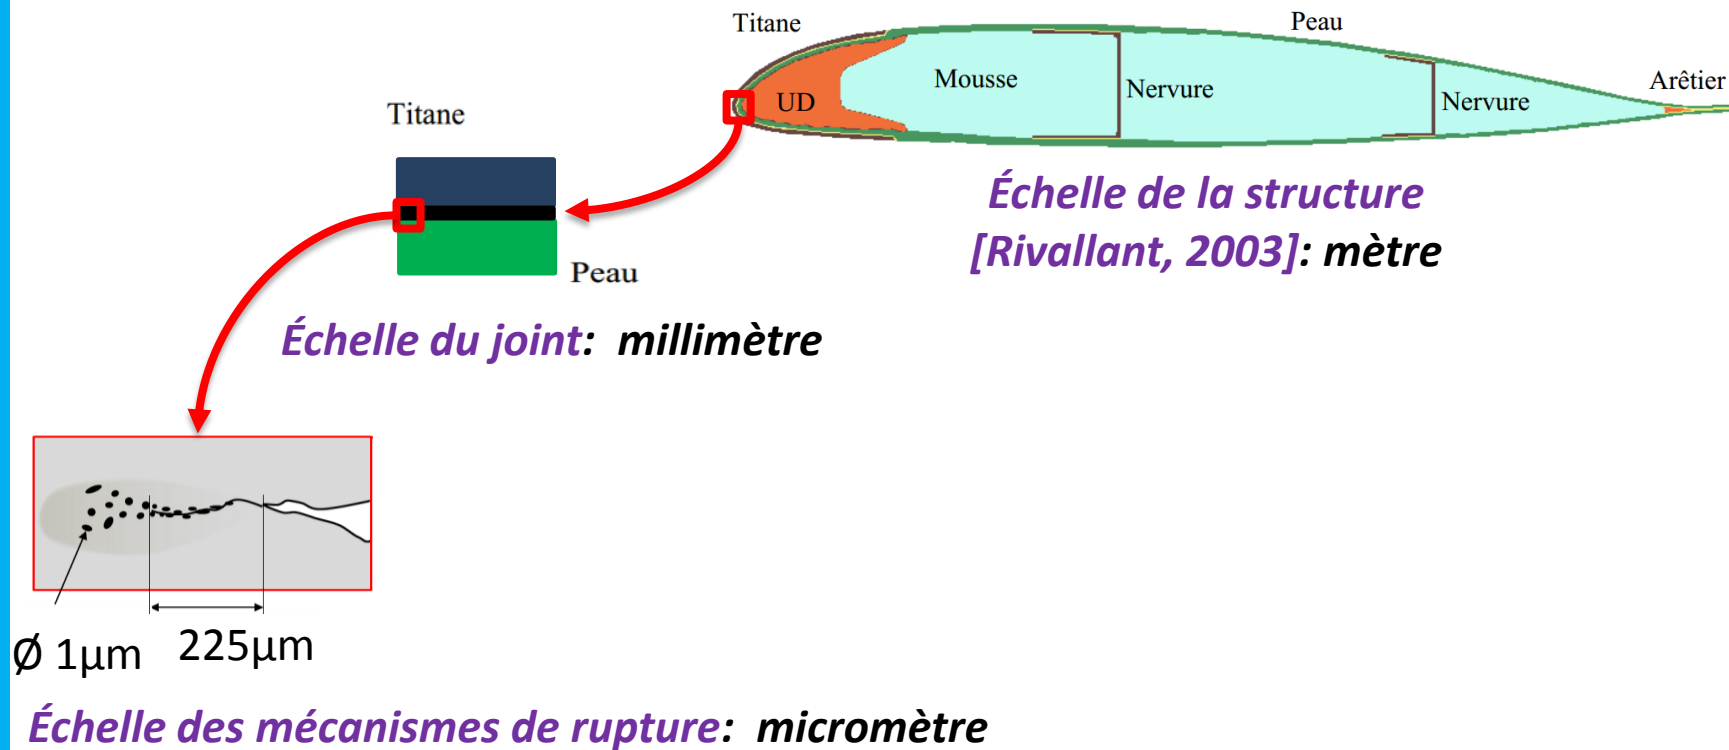 Titane
Peau
Mousse
Nervure
UD
Nervure
Arêtier
Échelle de la structure
[Rivallant, 2003]: mètre
Titane
Peau
Échelle du joint: millimètre
Ø 1µm
225µm
Échelle des mécanismes de rupture: micromètre